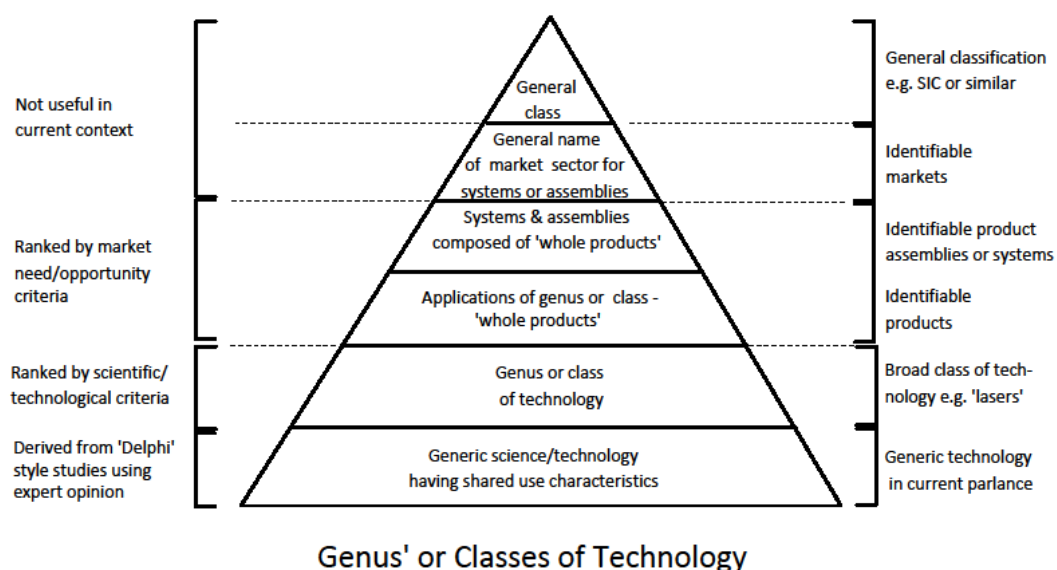 General
class
General name
of market sector for
systems or assemblies
Systems & assemblies
composed of 'whole products'
Applications of genus or class -
'whole products'
Genus or class
of technology
Generic science/technology
having shared use characteristics
Not useful in
current context
Ranked by market
need/opportunity
criteria
Ranked by scientific/
technological criteria
Derived from 'Delphi'
style studies using
expert opinion
General classification
e.g. SIC or similar
Identifiable
markets
Identifiable product
assemblies or systems
Identifiable
products
Broad class of tech-
nology e.g. 'lasers'
Generic technology
in current parlance
Genus' or Classes of Technology